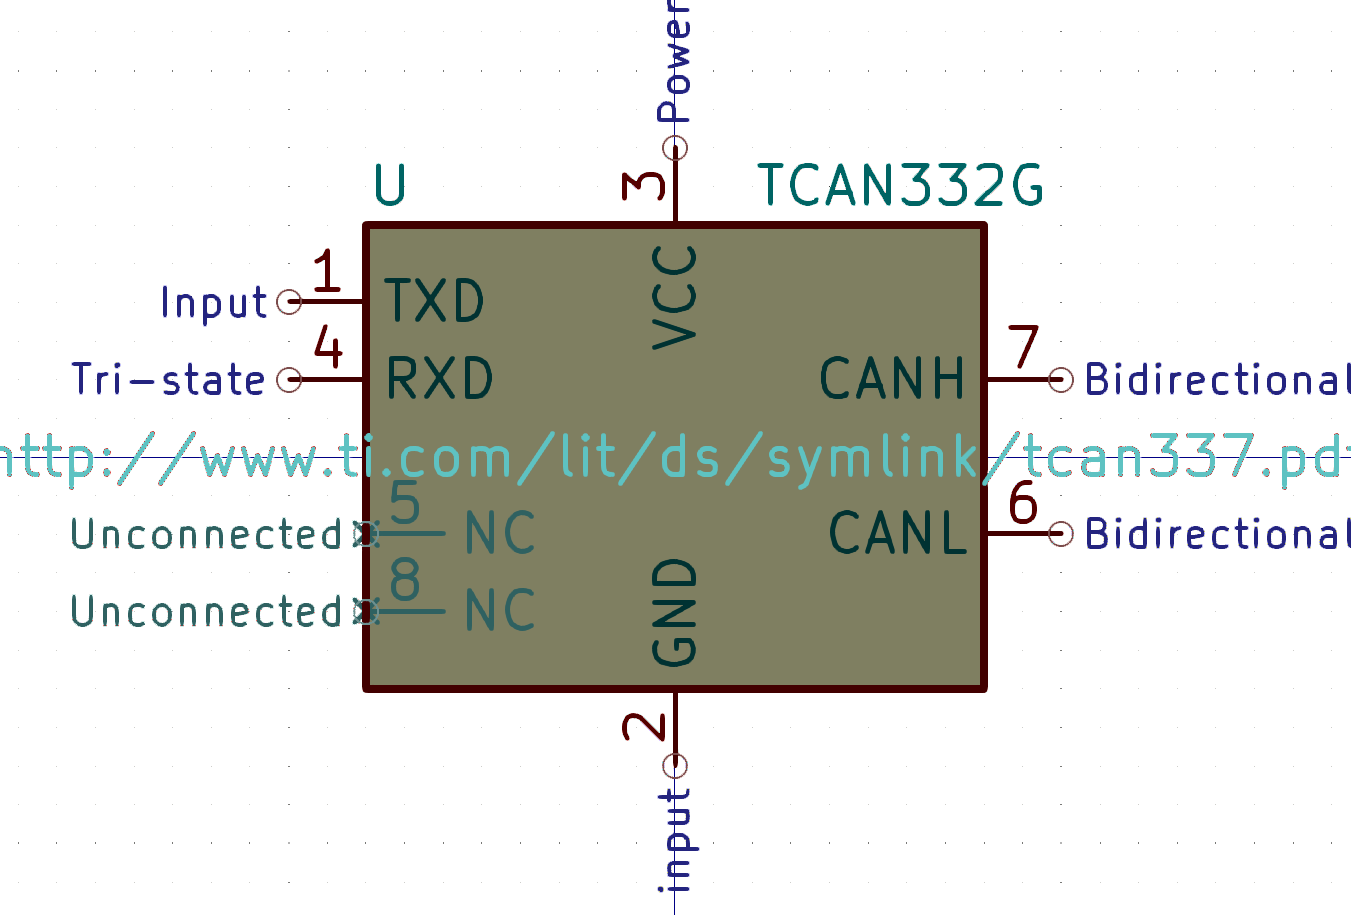 Power
U
TCAN332G
3
VCC
1
Input
TXD
4
Tri-state
RXD
7
CANH
Bidirectional
http://www.ti.com/lit/ds/symlink/tcan337.pdf
5
Unconnected
NC
6
CANL
Bidirectional
8
Unconnected
NC
GND
2
input